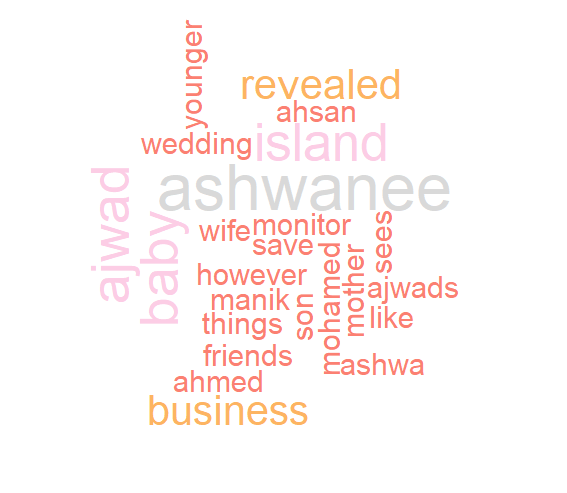 younger
revealed
ahsan
wedding
island
ashwanee
ajwad
baby
wife
monitor
save
sees
however
mohamed
mother
manik
son
ajwads
things
like
friends
ashwa
ahmed
business